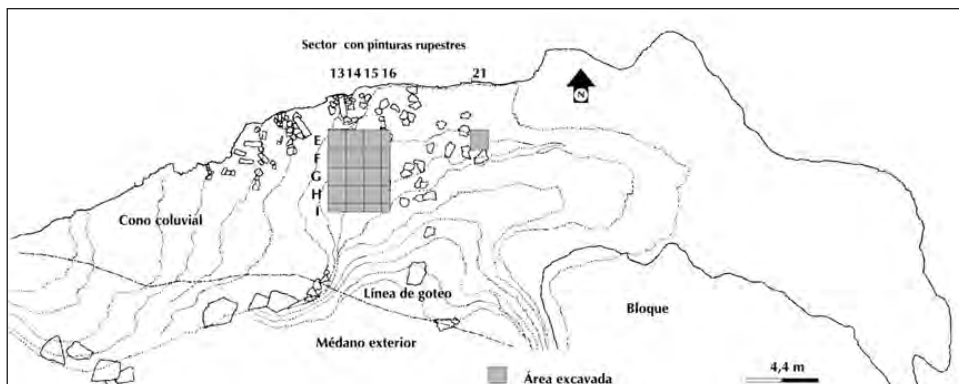 Sector con pinturas rupestres
13 14 15 16 21
N
E
F
G
H
I
Cono coluvial
Línea de goteo
Bloque
Médano exterior
Área excavada
4,4 m